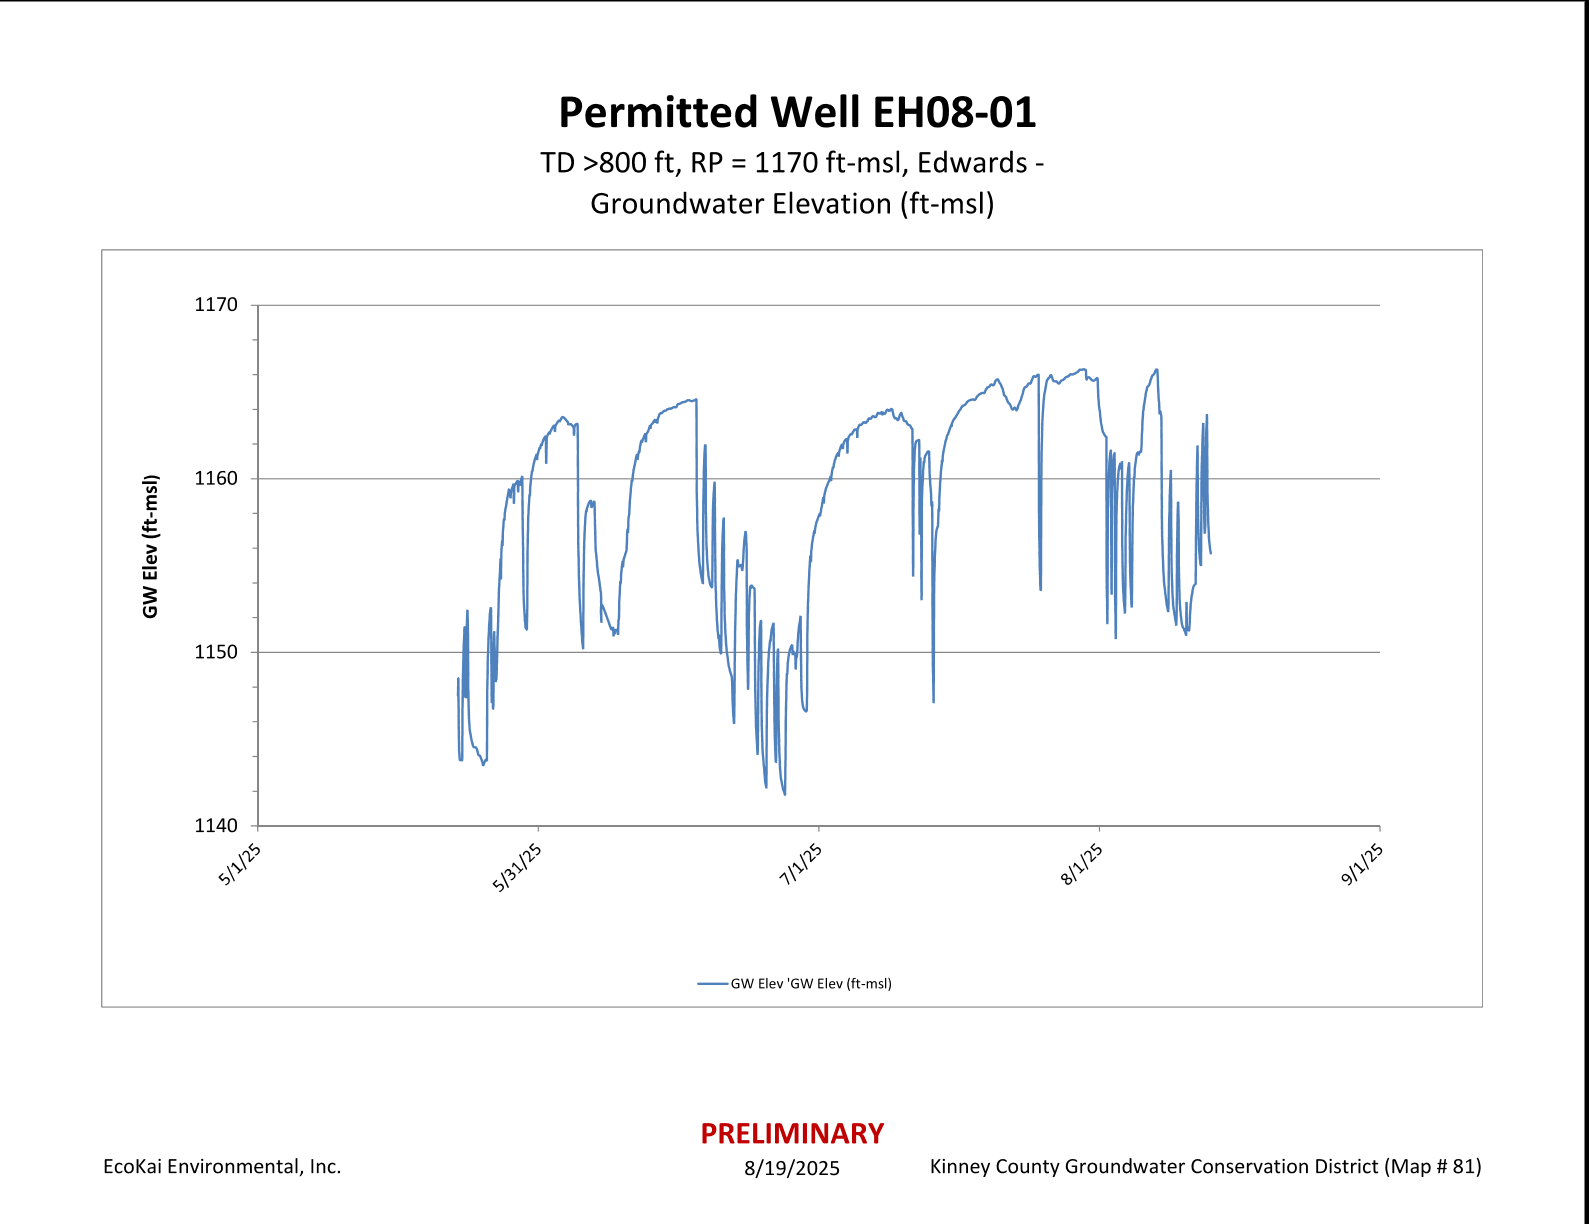 Permitted Well EH08-01
TD >800 ft, RP = 1170 ft-msl, Edwards -
Groundwater Elevation (ft-msl)
1170
1160
1150
1140
GW Elev (ft-msl)
5/1/25
5/31/25
7/1/25
8/1/25
9/1/25
GW Elev 'GW Elev (ft-msl)
PRELIMINARY
EcoKai Environmental, Inc.
8/19/2025
Kinney County Groundwater Conservation District (Map # 81)